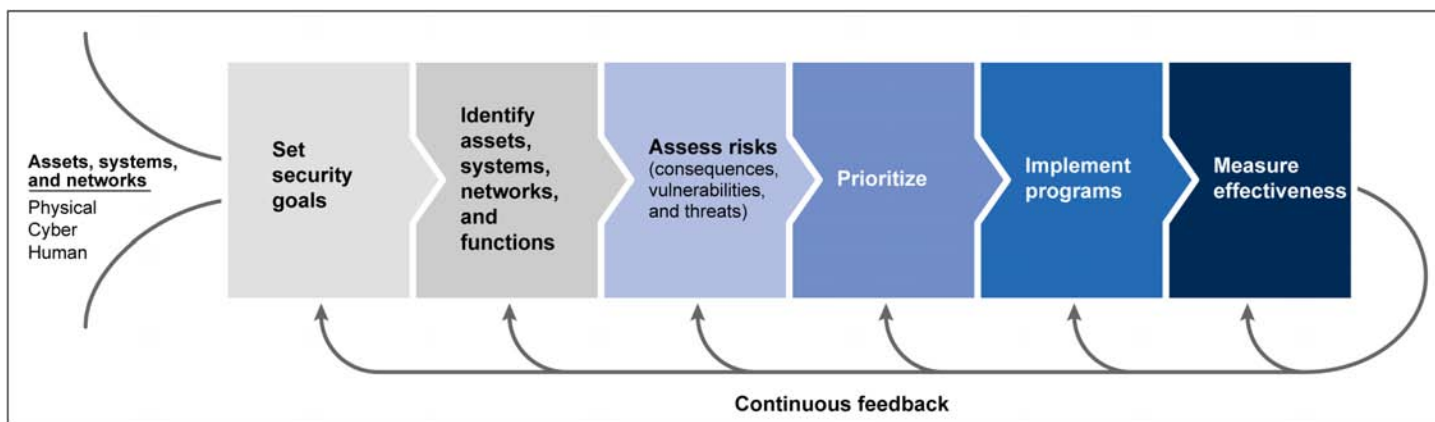 Assets, systems,
and networks
Physical
Cyber
Human
Set
security
goals
Identify
assets,
systems,
networks,
and
functions
Assess risks
(consequences,
vulnerabilities,
and threats)
Prioritize
Implement
programs
Measure
effectiveness
Continuous feedback